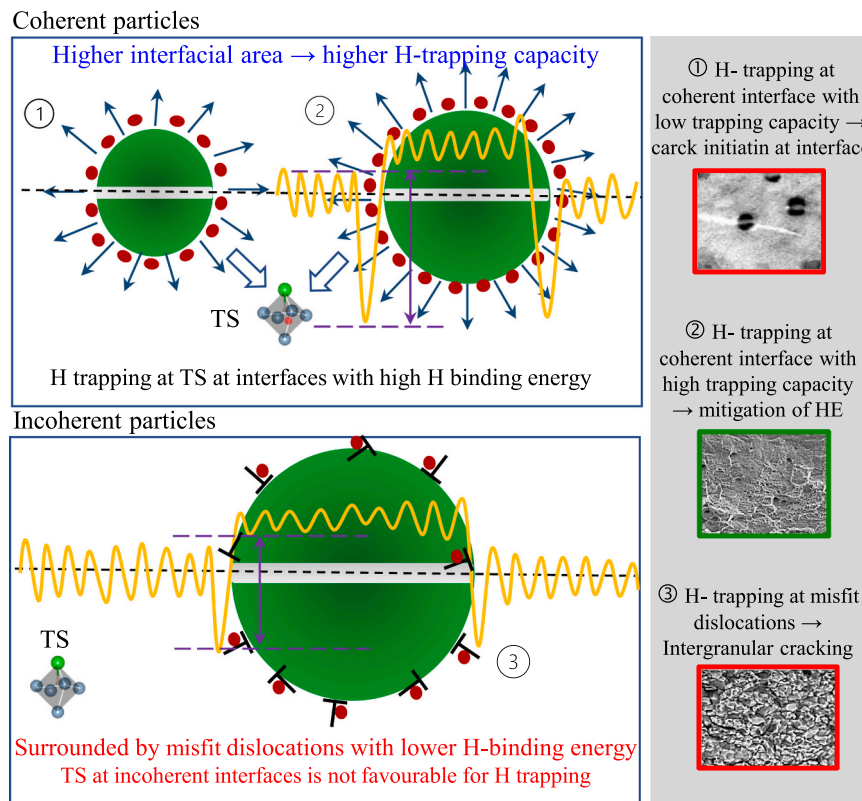 Coherent particles
Higher interfacial area → higher H-trapping capacity
①
②
TS
H trapping at TS at interfaces with high H binding energy
Incoherent particles
TS
③
Surrounded by misfit dislocations with lower H-binding energy
TS at incoherent interfaces is not favourable for H trapping
① H- trapping at
coherent interface with
low trapping capacity →
carck initiatin at interface
② H- trapping at
coherent interface with
high trapping capacity
→ mitigation of HE
③ H- trapping at misfit
dislocations →
Intergranular cracking